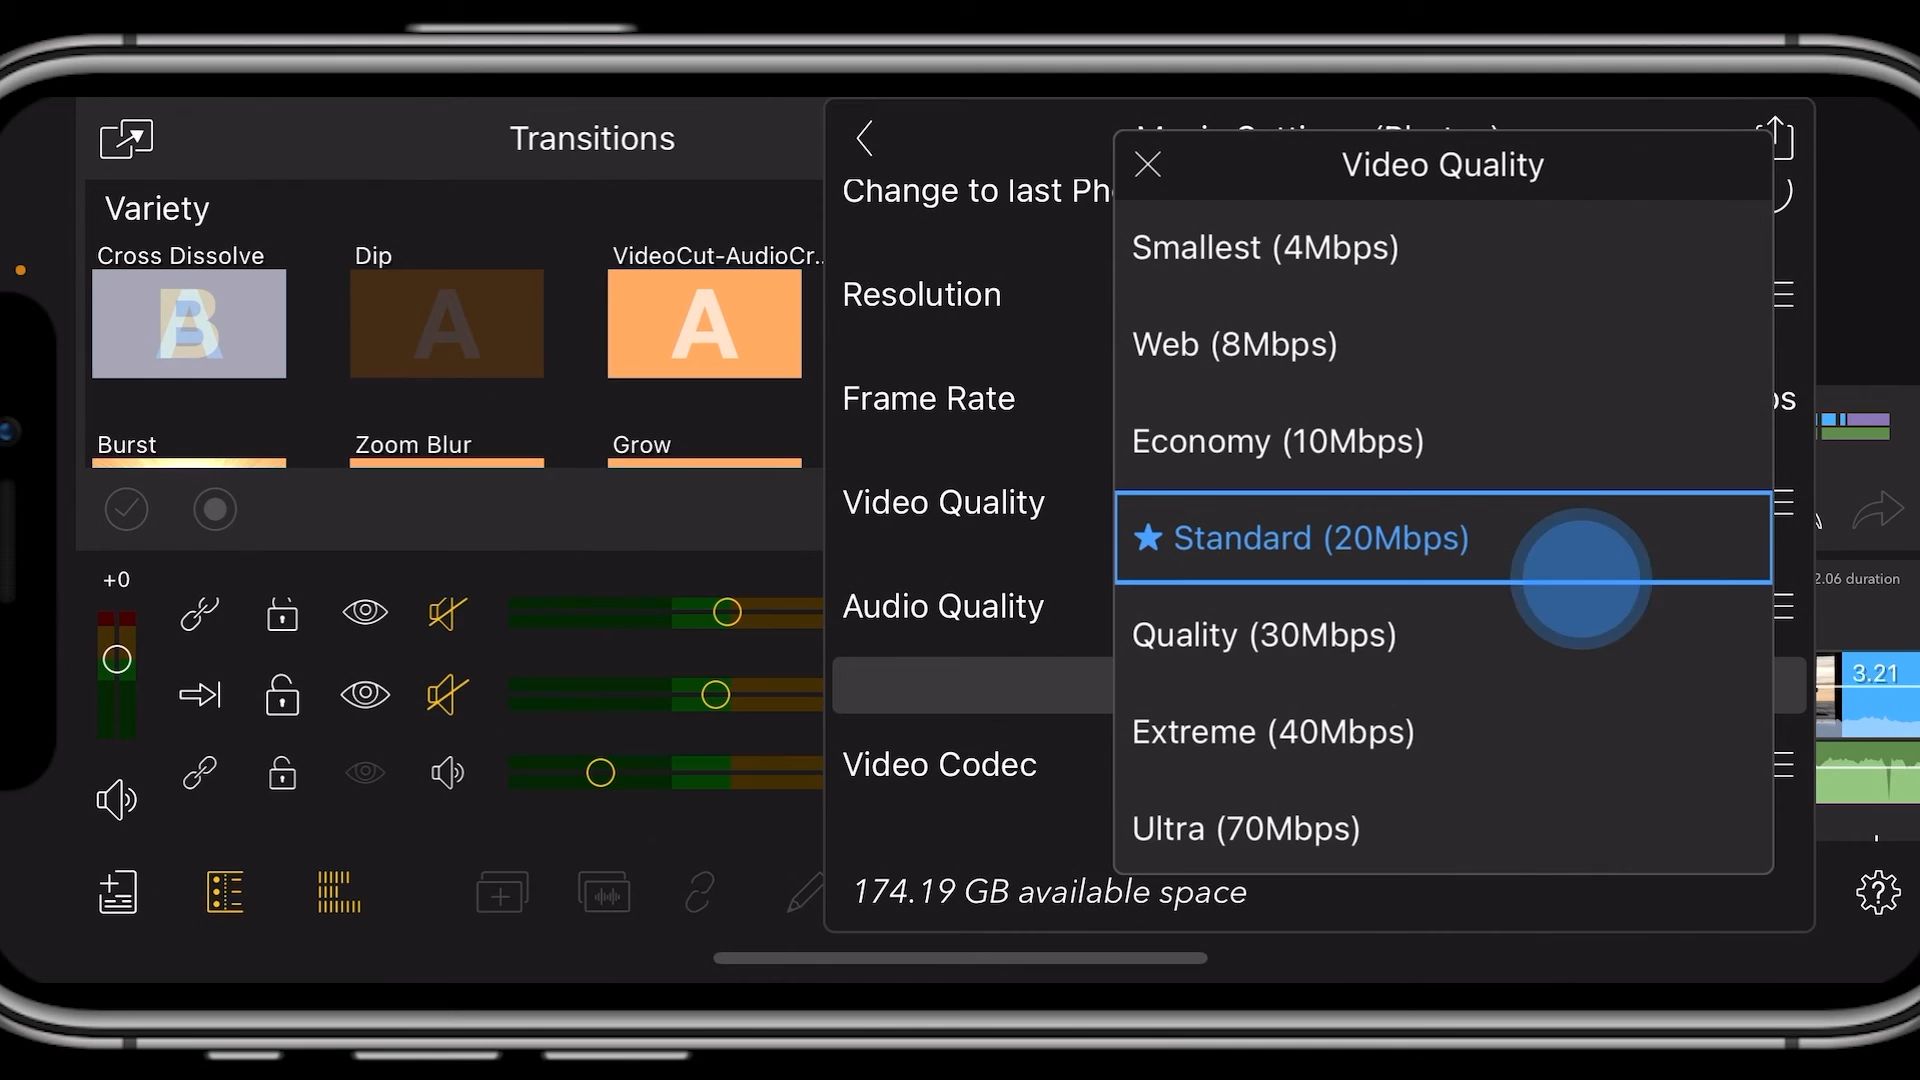 Transitions
Variety
Cross Dissolve
Dip
VideoCut-AudioCr..
B
A
A
A
Burst
Zoom Blur
Grow
+0
Change to last Ph
Resolution
Frame Rate
Video Quality
Audio Quality
Video Codec
174.19 GB available space
Video Quality
Smallest (4Mbps)
Web (8Mbps)
Economy (10Mbps)
★ Standard (20Mbps)
Quality (30Mbps)
Extreme (40Mbps)
Ultra (70Mbps)
2.06 duration
3.21
?